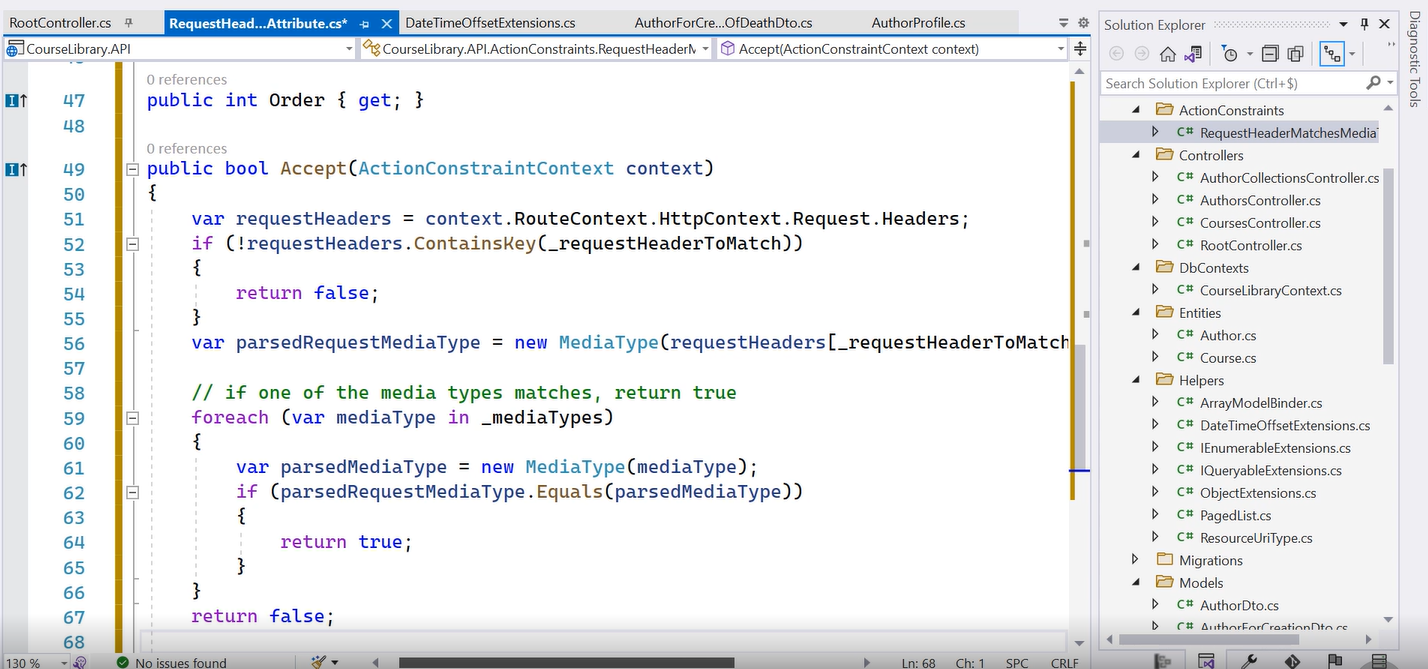 RootController.cs
RequestHead...Attribute.cs*
DateTimeOffsetExtensions.cs
AuthorForCre...OfDeathDto.cs
AuthorProfile.cs
CourseLibrary.API
CourseLibrary.API.ActionConstraints.RequestHeaderM
Accept(ActionConstraintContext context)
0 references
47 public int Order { get; }
48
0 references
49 public bool Accept(ActionConstraintContext context)
50 {
51 var requestHeaders = context.RouteContext.HttpContext.Request.Headers;
52 if (!requestHeaders.ContainsKey(_requestHeaderToMatch))
53 {
54 return false;
55 }
56 var parsedRequestMediaType = new MediaType(requestHeaders[_requestHeaderToMatch
57
58 // if one of the media types matches, return true
59 foreach (var mediaType in _mediaTypes)
60 {
61 var parsedMediaType = new MediaType(mediaType);
62 if (parsedRequestMediaType.Equals(parsedMediaType))
63 {
64 return true;
65 }
66 }
67 return false;
68
130 %
No issues found
Ln: 68 Ch: 1 SPC CRLF
Solution Explorer
Search Solution Explorer (Ctrl+$)
ActionConstraints
C# RequestHeaderMatchesMedia
Controllers
C# AuthorCollectionsController.cs
C# AuthorsController.cs
C# CoursesController.cs
C# RootController.cs
DbContexts
C# CourseLibraryContext.cs
Entities
C# Author.cs
C# Course.cs
Helpers
C# ArrayModelBinder.cs
C# DateTimeOffsetExtensions.cs
C# IEnumerableExtensions.cs
C# IQueryableExtensions.cs
C# ObjectExtensions.cs
C# PagedList.cs
C# ResourceUriType.cs
Migrations
Models
C# AuthorDto.cs
C# AuthorForCreationDto.cs
Diagnostic Tools